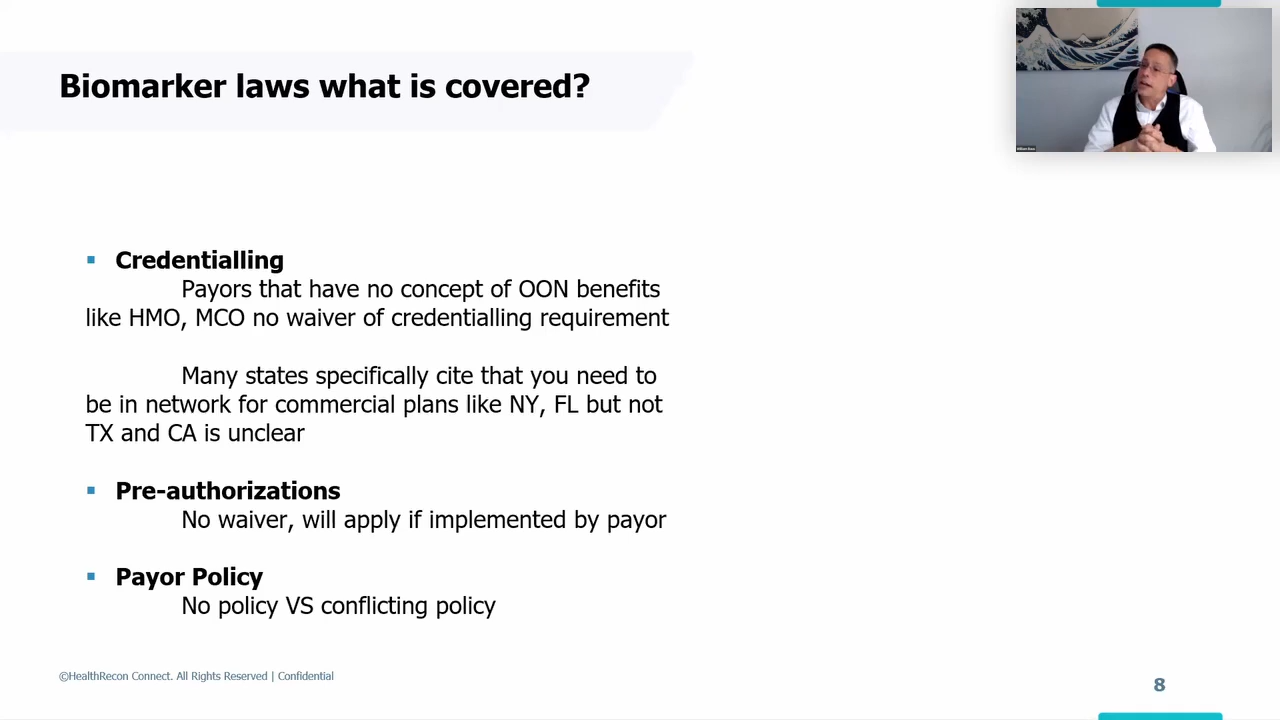 Biomarker laws what is covered?
▪ Credentialling
Payors that have no concept of OON benefits
like HMO, MCO no waiver of credentialling requirement
Many states specifically cite that you need to
be in network for commercial plans like NY, FL but not
TX and CA is unclear
▪ Pre-authorizations
No waiver, will apply if implemented by payor
▪ Payor Policy
No policy VS conflicting policy
©HealthRecon Connect. All Rights Reserved | Confidential
8